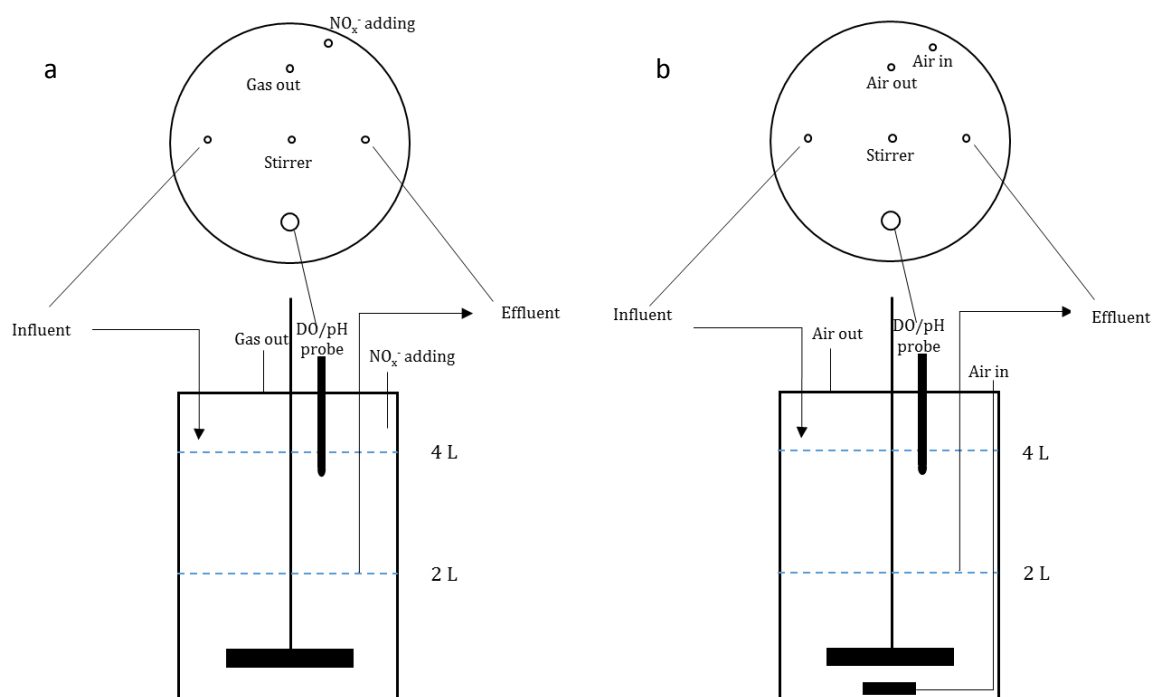 a
NOₓ⁻ adding
Gas out
Stirrer
Influent
Effluent
Gas out
DO/pH
probe
NOₓ⁻ adding
4 L
2 L
b
Air in
Air out
Stirrer
Influent
Effluent
Air out
DO/pH
probe
Air in
4 L
2 L